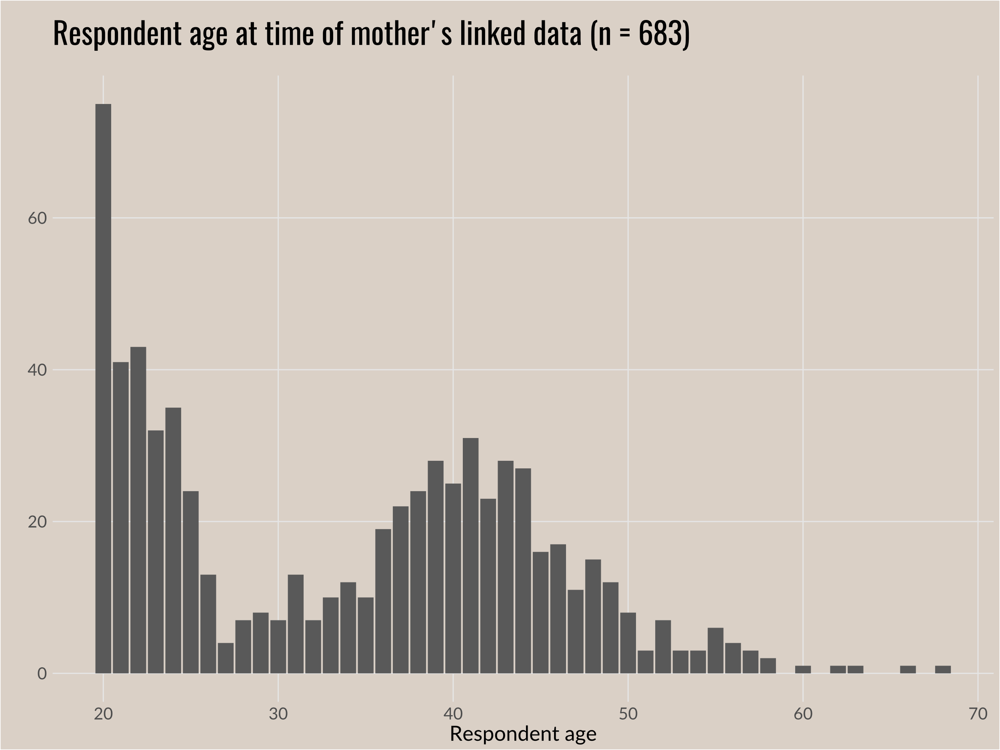 Respondent age at time of mother's linked data (n = 683)
60
40
20
0
20 30 40 50 60 70
Respondent age